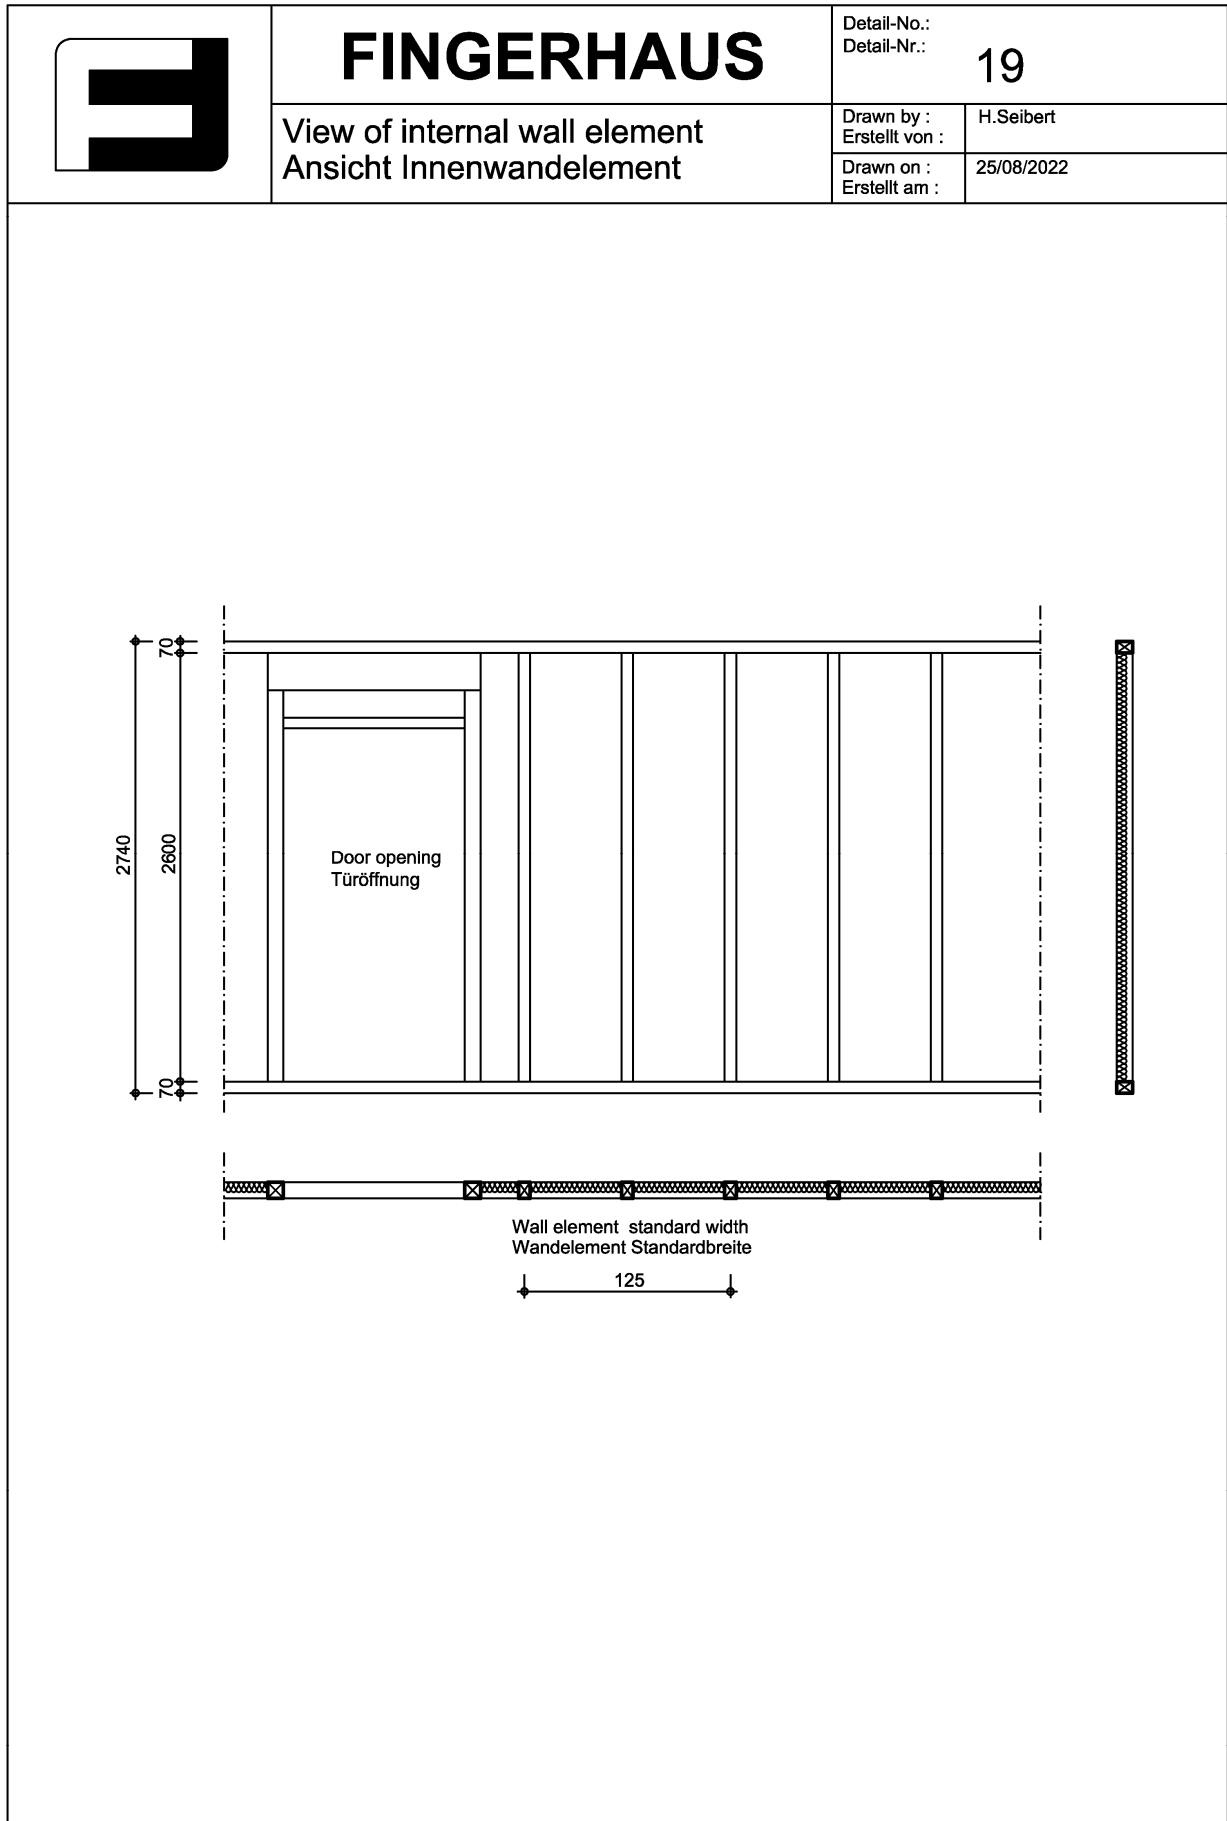 FINGERHAUS
View of internal wall element
Ansicht Innenwandelement
Detail-No.:
Detail-Nr.:
19
Drawn by :
Erstellt von :
H.Seibert
Drawn on :
Erstellt am :
25/08/2022
70
2740
2600
70
Door opening
Türöffnung
Wall element standard width
Wandelement Standardbreite
125